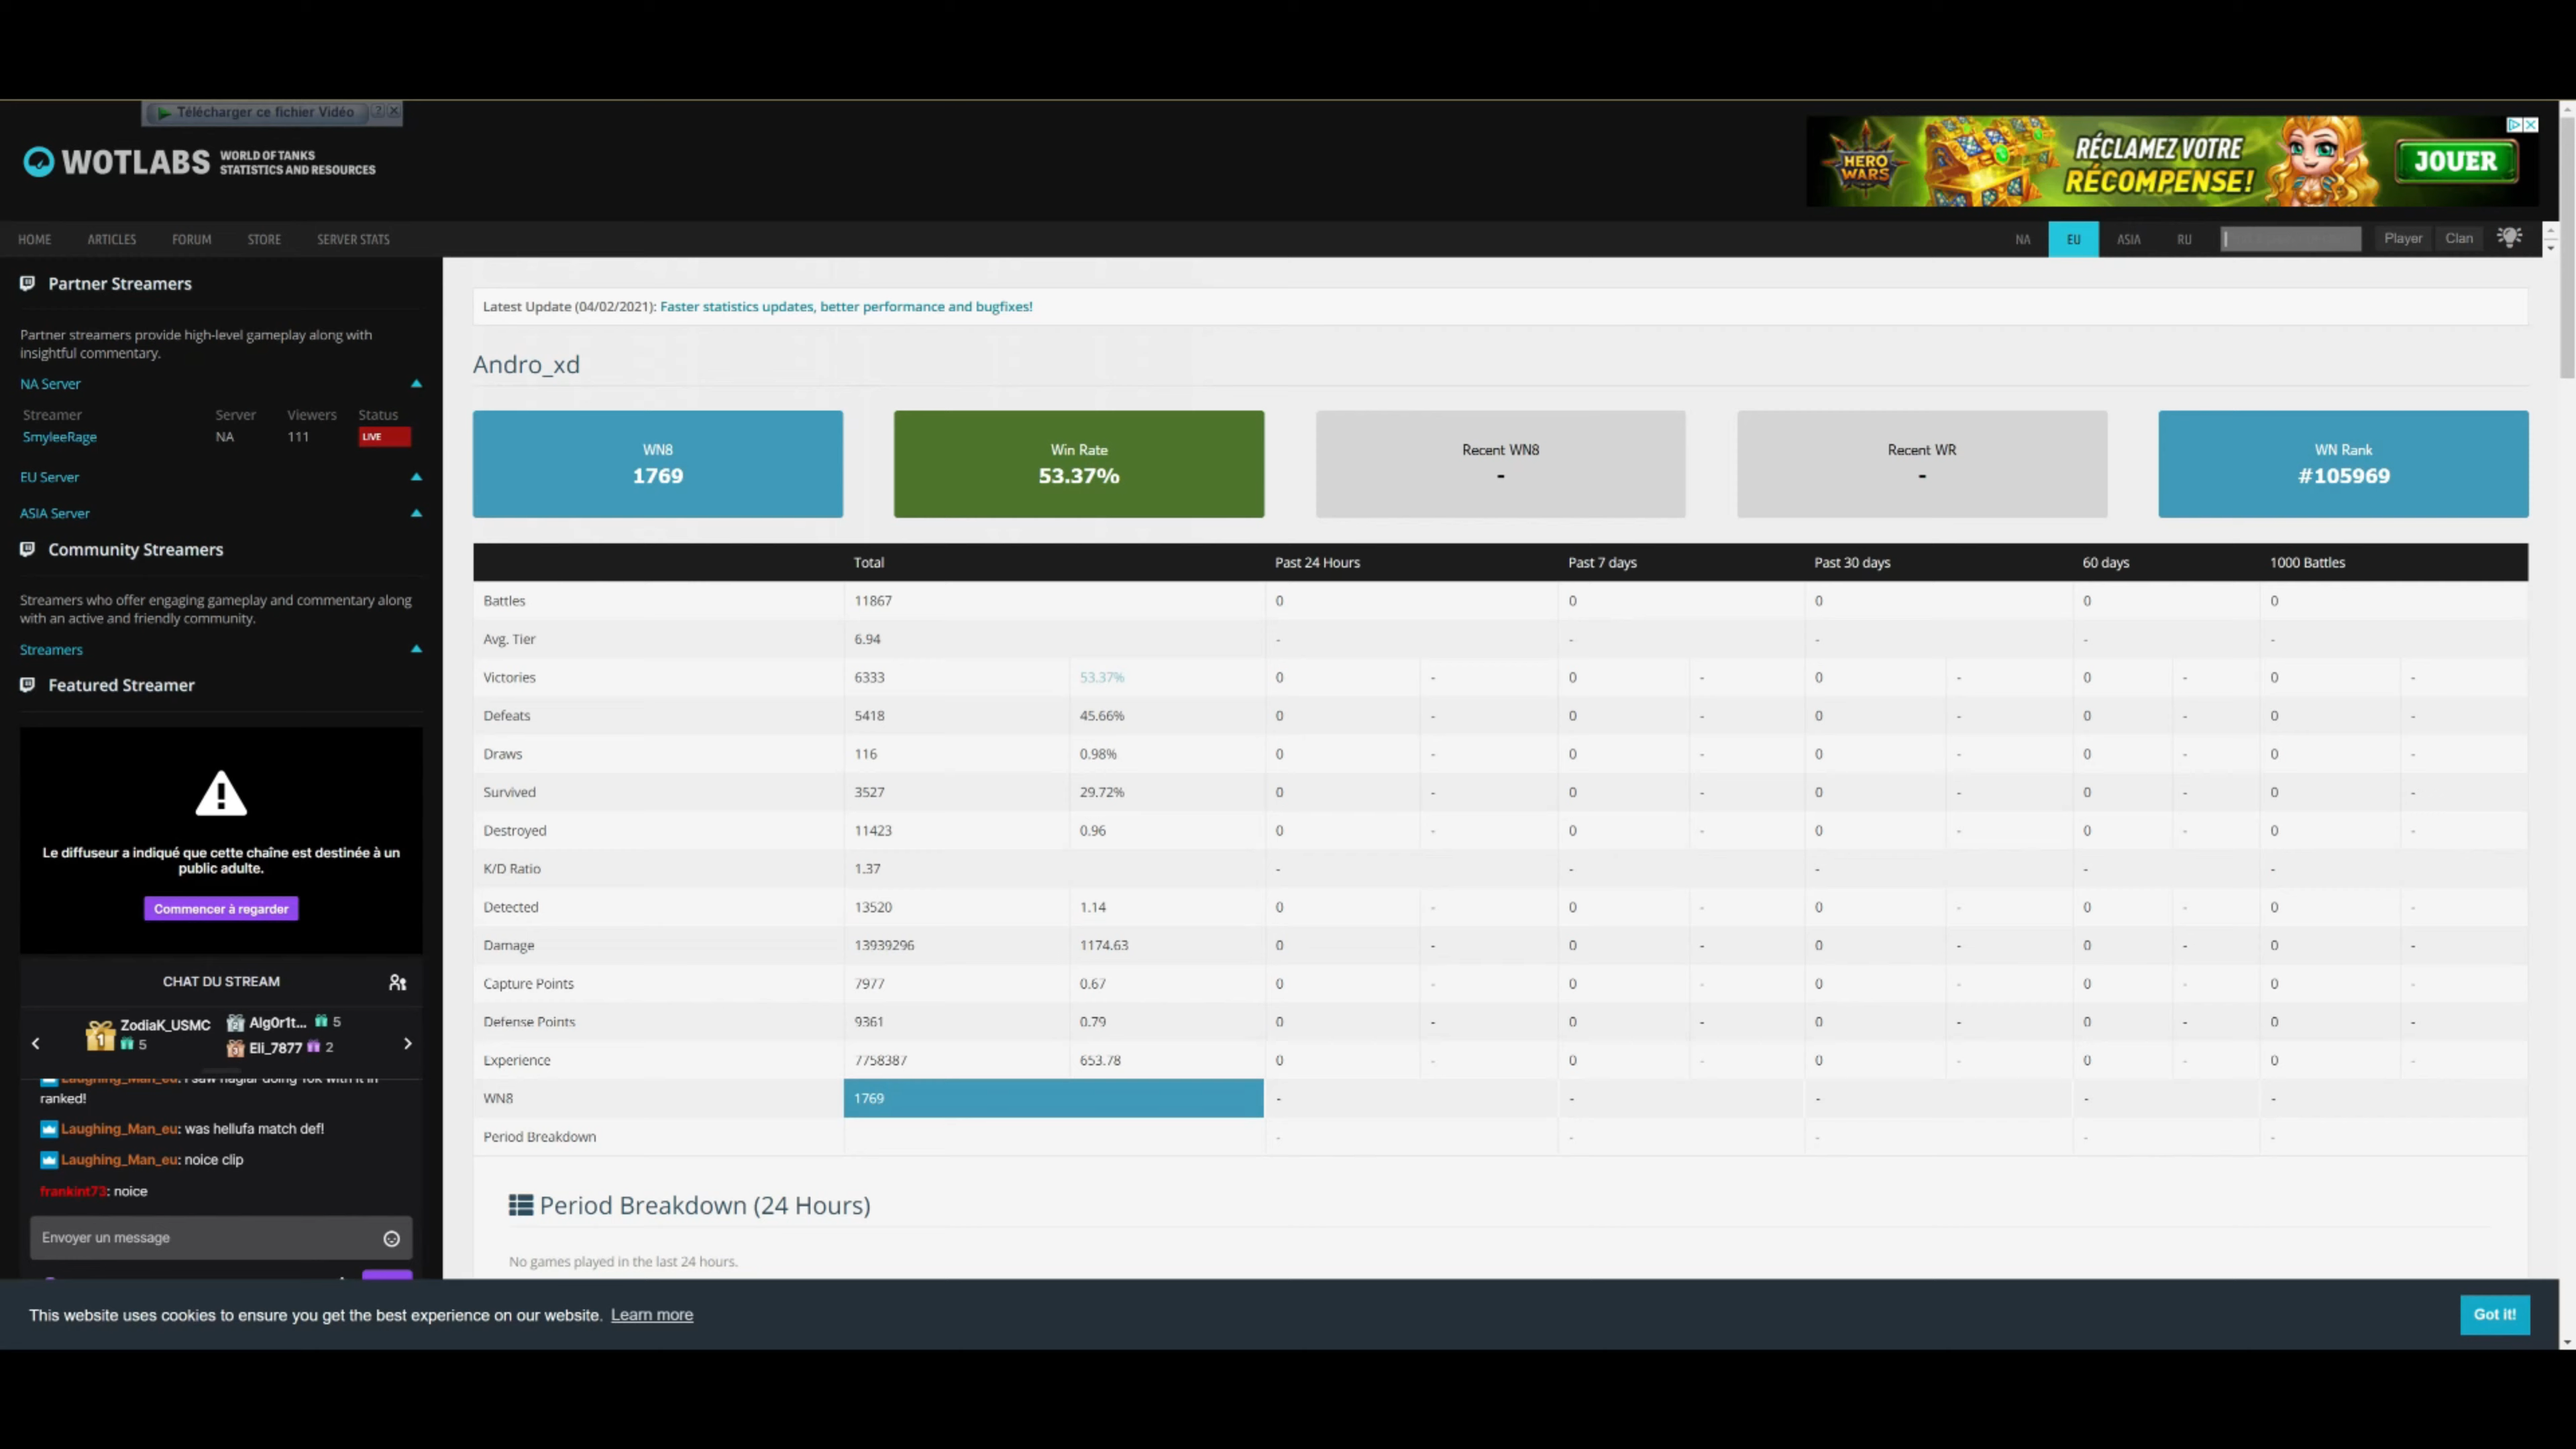 Télécharger ce fichier Vidéo
WOTLABS WORLD OF TANKS STATISTICS AND RESOURCES
HERO WARS
RÉCLAMEZ VOTRE
RÉCOMPENSE!
JOUER
HOME ARTICLES FORUM STORE SERVER STATS NA EU ASIA RU Player Clan
Partner Streamers
Partner streamers provide high-level gameplay along with
insightful commentary.
NA Server
Streamer Server Viewers Status
SmyleeRage NA 111 LIVE
EU Server
ASIA Server
Community Streamers
Streamers who offer engaging gameplay and commentary along
with an active and friendly community.
Streamers
Featured Streamer
Le diffuseur a indiqué que cette chaîne est destinée à un
public adulte.
Commencer à regarder
CHAT DU STREAM
1 ZodiaK_USMC 5
Alg0r1t... 5
Eli_7877 2
ranked!
Laughing_Man_eu: was hellufa match def!
Laughing_Man_eu: noice clip
frankint73: noice
Envoyer un message
Latest Update (04/02/2021): Faster statistics updates, better performance and bugfixes!
Andro_xd
WN8
1769
Win Rate
53.37%
Recent WN8
-
Recent WR
-
WN Rank
#105969
Total Past 24 Hours Past 7 days Past 30 days 60 days 1000 Battles
Battles 11867 0 0 0 0 0
Avg. Tier 6.94 - - - - -
Victories 6333 53.37% 0 - 0 - 0 - 0 - 0 -
Defeats 5418 45.66% 0 - 0 - 0 - 0 - 0 -
Draws 116 0.98% 0 - 0 - 0 - 0 - 0 -
Survived 3527 29.72% 0 - 0 - 0 - 0 - 0 -
Destroyed 11423 0.96 0 - 0 - 0 - 0 - 0 -
K/D Ratio 1.37 - - - - -
Detected 13520 1.14 0 - 0 - 0 - 0 - 0 -
Damage 13939296 1174.63 0 - 0 - 0 - 0 - 0 -
Capture Points 7977 0.67 0 - 0 - 0 - 0 - 0 -
Defense Points 9361 0.79 0 - 0 - 0 - 0 - 0 -
Experience 7758387 653.78 0 - 0 - 0 - 0 - 0 -
WN8 1769 - - - - -
Period Breakdown - - - - -
Period Breakdown (24 Hours)
No games played in the last 24 hours.
This website uses cookies to ensure you get the best experience on our website. Learn more
Got it!